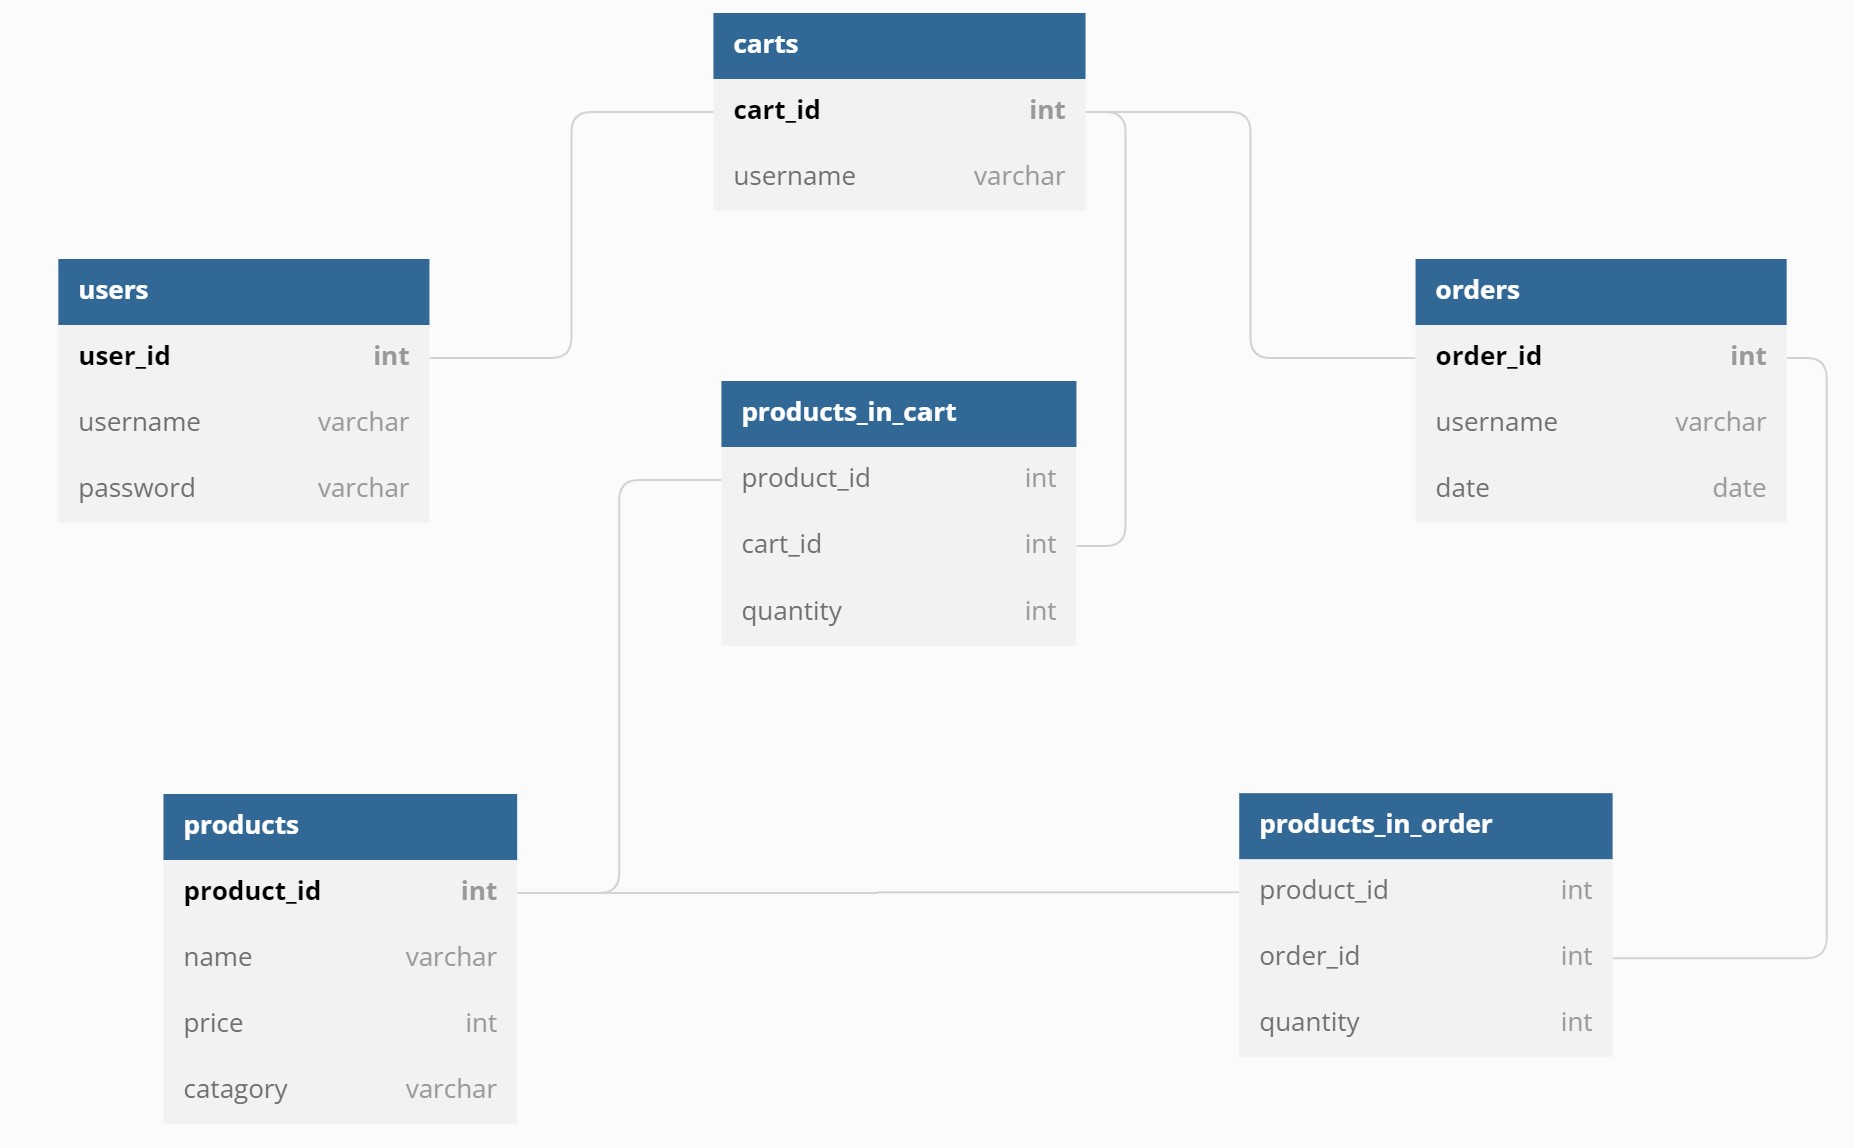 carts
cart_id int
username varchar
users
user_id int
username varchar
password varchar
orders
order_id int
username varchar
date date
products_in_cart
product_id int
cart_id int
quantity int
products
product_id int
name varchar
price int
catagory varchar
products_in_order
product_id int
order_id int
quantity int